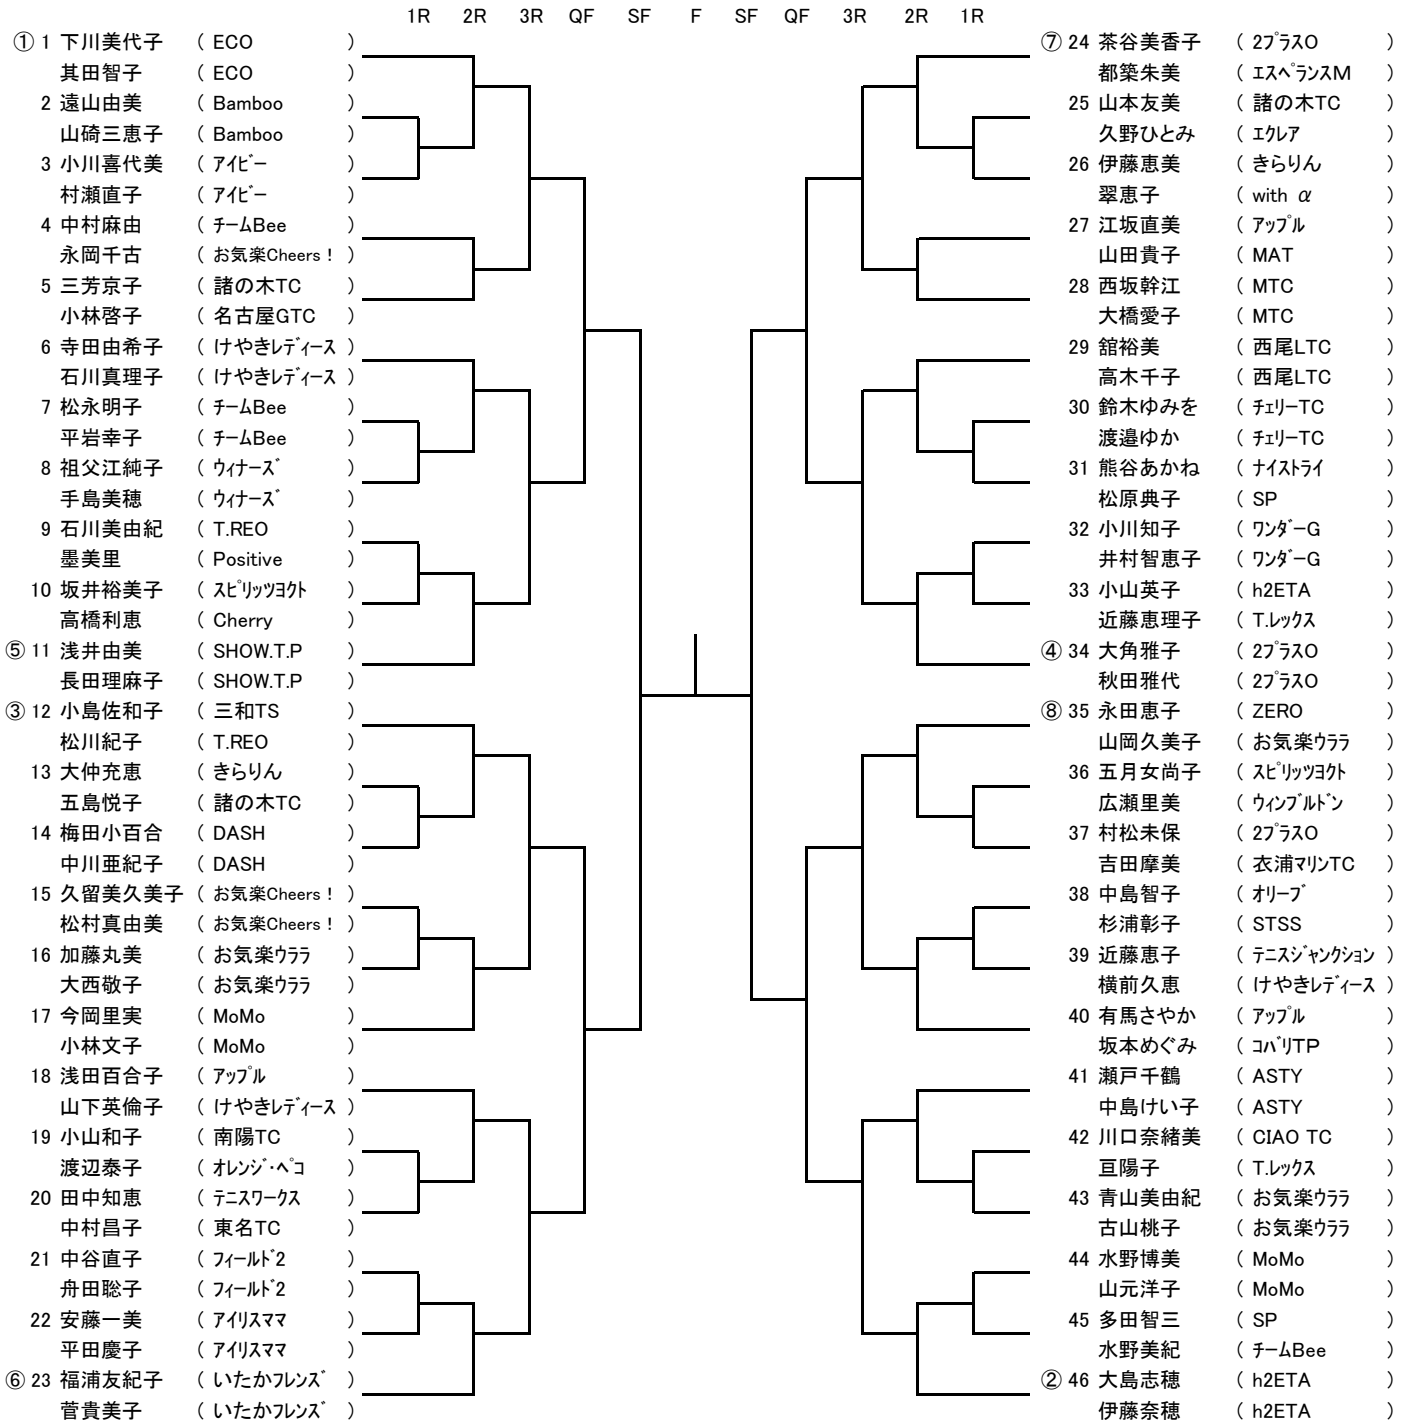 1R 2R 3R QF SF F SF QF 3R 2R 1R
① 1 下川美代子 ( ECO )
其田智子 ( ECO )
2 遠山由美 ( Bamboo )
山碕三恵子 ( Bamboo )
3 小川喜代美 ( ｱｲﾋﾞｰ )
村瀬直子 ( ｱｲﾋﾞｰ )
4 中村麻由 ( ﾁｰﾑBee )
永岡千古 ( お気楽Cheers！ )
5 三芳京子 ( 諸の木TC )
小林啓子 ( 名古屋GTC )
6 寺田由希子 ( けやきﾚﾃﾞｨｰｽ )
石川真理子 ( けやきﾚﾃﾞｨｰｽ )
7 松永明子 ( ﾁｰﾑBee )
平岩幸子 ( ﾁｰﾑBee )
8 祖父江純子 ( ｳｨﾅｰｽﾞ )
手島美穂 ( ｳｨﾅｰｽﾞ )
9 石川美由紀 ( T.REO )
墨美里 ( Positive )
10 坂井裕美子 ( ｽﾋﾟﾘｯﾂﾖｸﾄ )
高橋利恵 ( Cherry )
⑤ 11 浅井由美 ( SHOW.T.P )
長田理麻子 ( SHOW.T.P )
③ 12 小島佐和子 ( 三和TS )
松川紀子 ( T.REO )
13 大仲充恵 ( きらりん )
五島悦子 ( 諸の木TC )
14 梅田小百合 ( DASH )
中川亜紀子 ( DASH )
15 久留美久美子 ( お気楽Cheers！ )
松村真由美 ( お気楽Cheers！ )
16 加藤丸美 ( お気楽ｳﾗﾗ )
大西敬子 ( お気楽ｳﾗﾗ )
17 今岡里実 ( MoMo )
小林文子 ( MoMo )
18 浅田百合子 ( ｱｯﾌﾟﾙ )
山下英倫子 ( けやきﾚﾃﾞｨｰｽ )
19 小山和子 ( 南陽TC )
渡辺泰子 ( ｵﾚﾝｼﾞ･ﾍﾟｺ )
20 田中知恵 ( ﾃﾆｽﾜｰｸｽ )
中村昌子 ( 東名TC )
21 中谷直子 ( ﾌｨｰﾙﾄﾞ2 )
舟田聡子 ( ﾌｨｰﾙﾄﾞ2 )
22 安藤一美 ( ｱｲﾘｽﾏﾏ )
平田慶子 ( ｱｲﾘｽﾏﾏ )
⑥ 23 福浦友紀子 ( いたかﾌﾚﾝｽﾞ )
菅貴美子 ( いたかﾌﾚﾝｽﾞ )
⑦ 24 茶谷美香子 ( 2ﾌﾟﾗｽO )
都築朱美 ( ｴｽﾍﾟﾗﾝｽM )
25 山本友美 ( 諸の木TC )
久野ひとみ ( ｴｸﾚｱ )
26 伊藤恵美 ( きらりん )
翠恵子 ( with α )
27 江坂直美 ( ｱｯﾌﾟﾙ )
山田貴子 ( MAT )
28 西坂幹江 ( MTC )
大橋愛子 ( MTC )
29 舘裕美 ( 西尾LTC )
高木千子 ( 西尾LTC )
30 鈴木ゆみを ( ﾁｪﾘｰTC )
渡邉ゆか ( ﾁｪﾘｰTC )
31 熊谷あかね ( ﾅｲｽﾄﾗｲ )
松原典子 ( SP )
32 小川知子 ( ﾜﾝﾀﾞｰG )
井村智恵子 ( ﾜﾝﾀﾞｰG )
33 小山英子 ( h2ETA )
近藤恵理子 ( T.ﾚｯｸｽ )
④ 34 大角雅子 ( 2ﾌﾟﾗｽO )
秋田雅代 ( 2ﾌﾟﾗｽO )
⑧ 35 永田恵子 ( ZERO )
山岡久美子 ( お気楽ｳﾗﾗ )
36 五月女尚子 ( ｽﾋﾟﾘｯﾂﾖｸﾄ )
広瀬里美 ( ｳｨﾝﾌﾞﾙﾄﾞﾝ )
37 村松未保 ( 2ﾌﾟﾗｽO )
吉田摩美 ( 衣浦ﾏﾘﾝTC )
38 中島智子 ( ｵﾘｰﾌﾞ )
杉浦彰子 ( STSS )
39 近藤恵子 ( ﾃﾆｽｼﾞｬﾝｸｼｮﾝ )
横前久恵 ( けやきﾚﾃﾞｨｰｽ )
40 有馬さやか ( ｱｯﾌﾟﾙ )
坂本めぐみ ( ｺﾊﾞﾘTP )
41 瀬戸千鶴 ( ASTY )
中島けい子 ( ASTY )
42 川口奈緒美 ( CIAO TC )
亘陽子 ( T.ﾚｯｸｽ )
43 青山美由紀 ( お気楽ｳﾗﾗ )
古山桃子 ( お気楽ｳﾗﾗ )
44 水野博美 ( MoMo )
山元洋子 ( MoMo )
45 多田智三 ( SP )
水野美紀 ( ﾁｰﾑBee )
② 46 大島志穂 ( h2ETA )
伊藤奈穂 ( h2ETA )